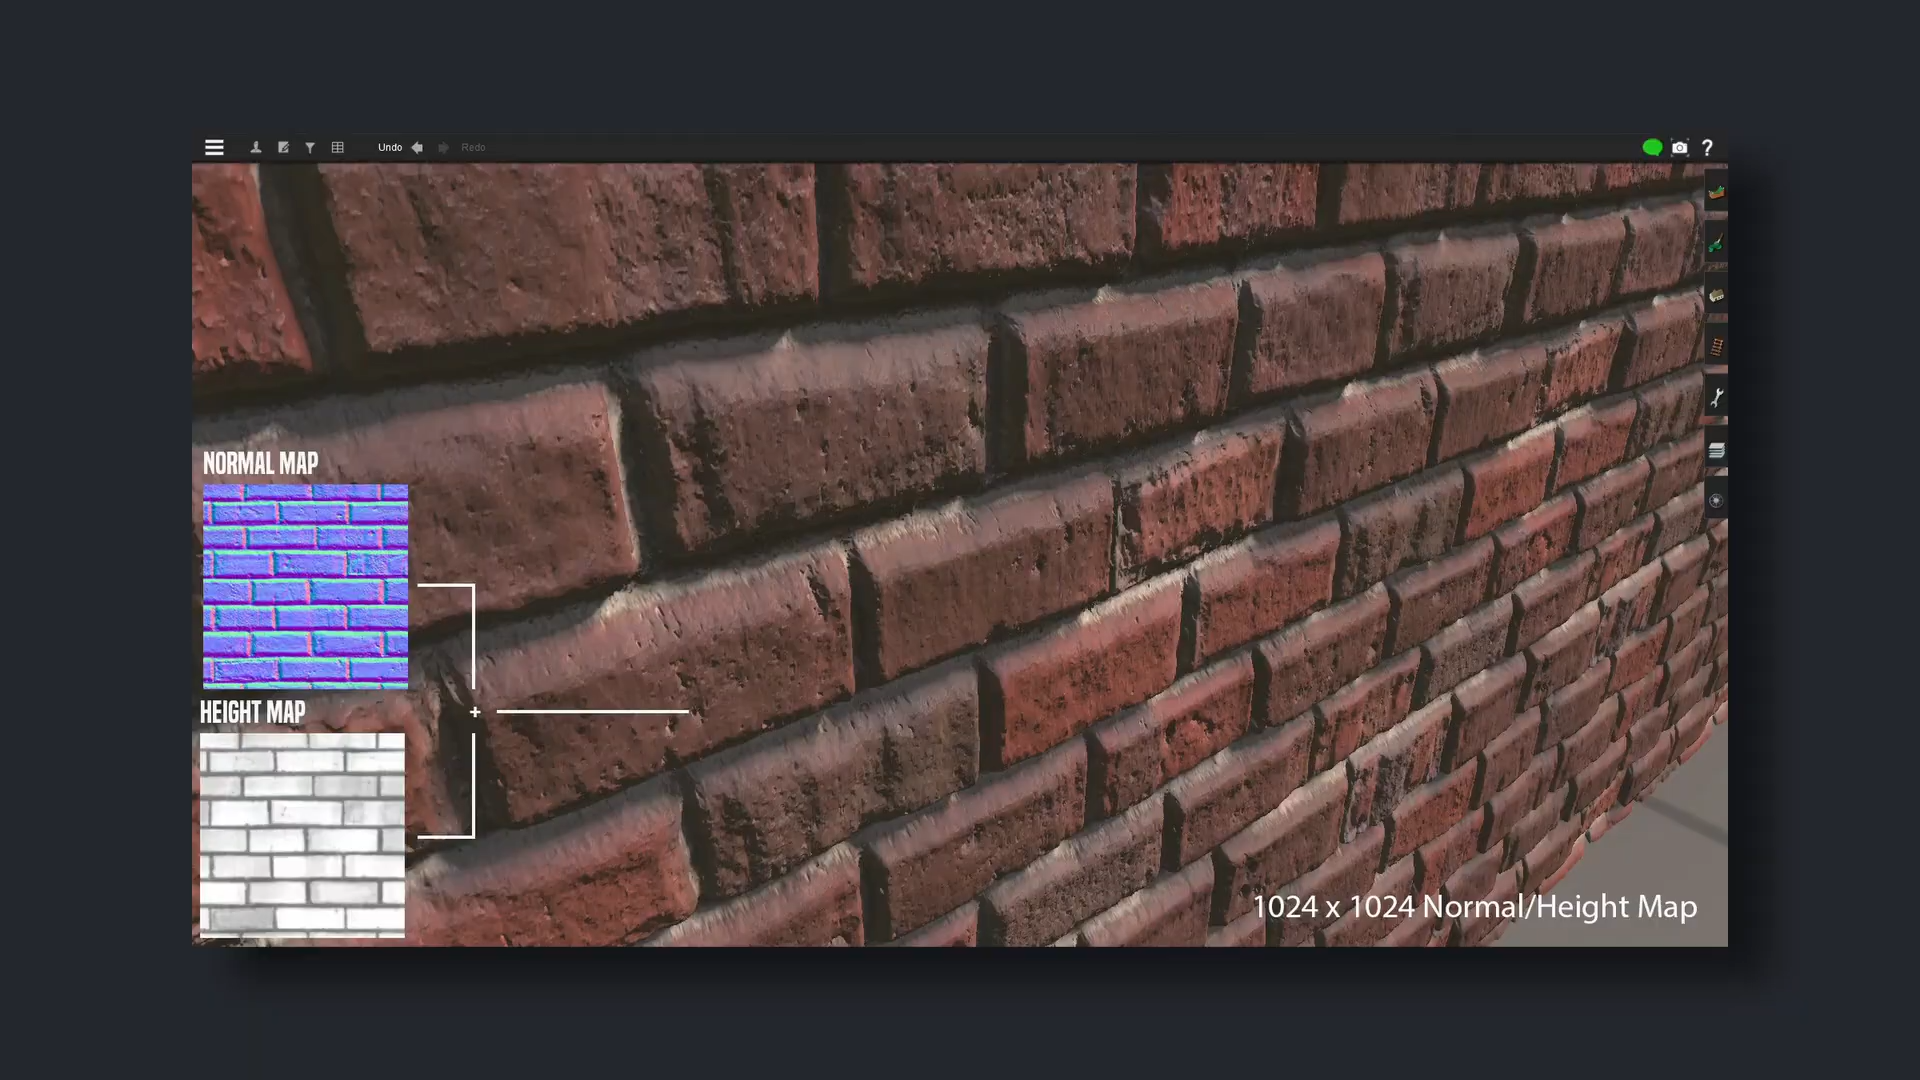 Undo
Redo
?
NORMAL MAP
HEIGHT MAP
+
1024 x 1024 Normal/Height Map